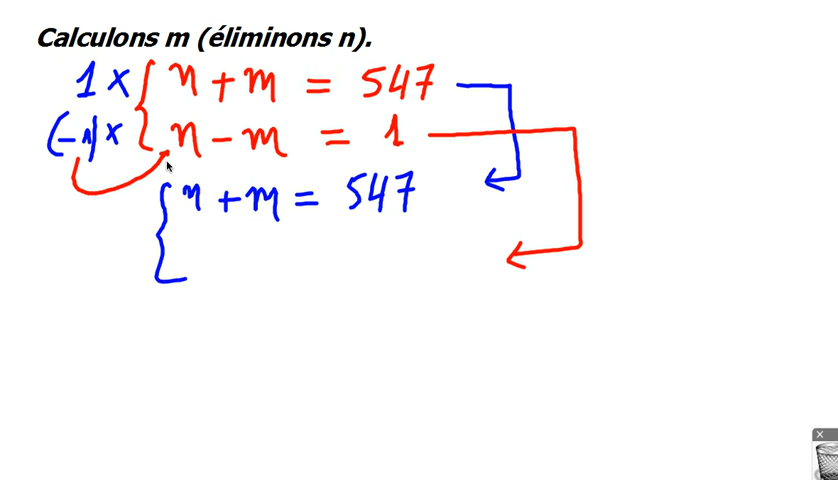 Calculons m (éliminons n).
1 × { n + m = 547
(-1) × { n - m = 1
{ n + m = 547